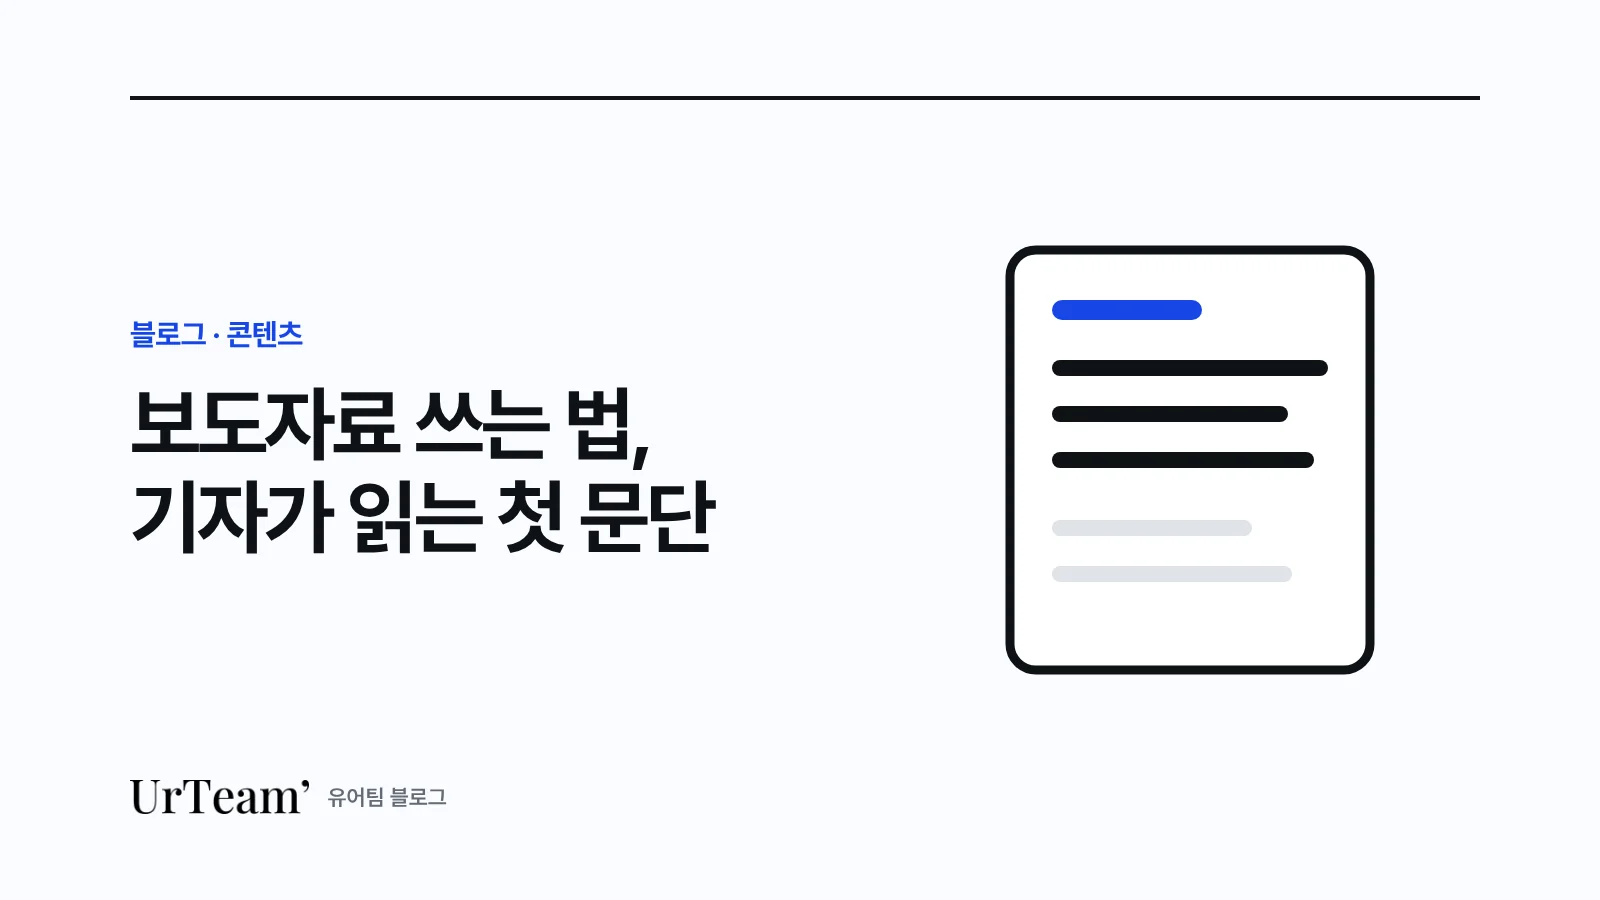 블로그 · 콘텐츠
보도자료 쓰는 법,
기자가 읽는 첫 문단
UrTeam’ 유어팀 블로그